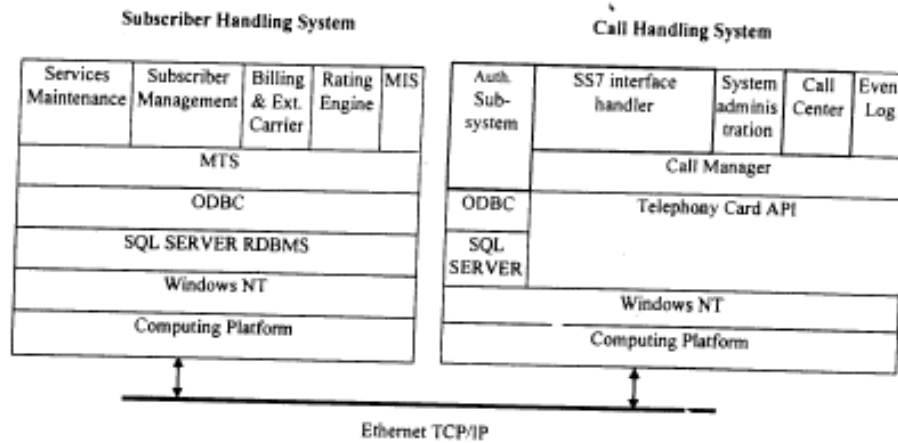 Subscriber Handling System
Call Handling System
Services
Maintenance
Subscriber
Management
Billing
& Ext.
Carrier
Rating
Engine
MIS
MTS
ODBC
SQL SERVER RDBMS
Windows NT
Computing Platform
Auth.
Sub-
system
SS7 interface
handler
System
adminis
tration
Call
Center
Even
Log
Call Manager
ODBC
Telephony Card API
SQL
SERVER
Windows NT
Computing Platform
Ethernet TCP/IP